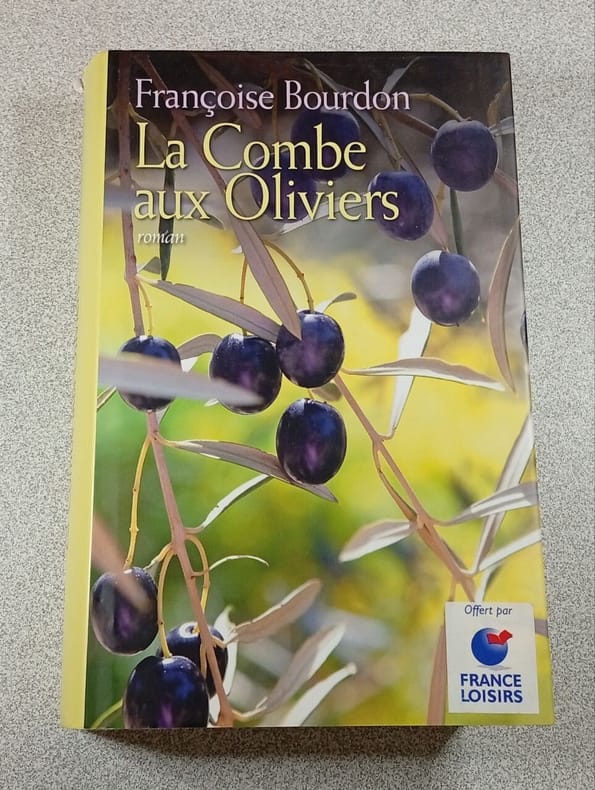 Françoise Bourdon
La Combe
aux Oliviers
roman
Offert par
FRANCE
LOISIRS